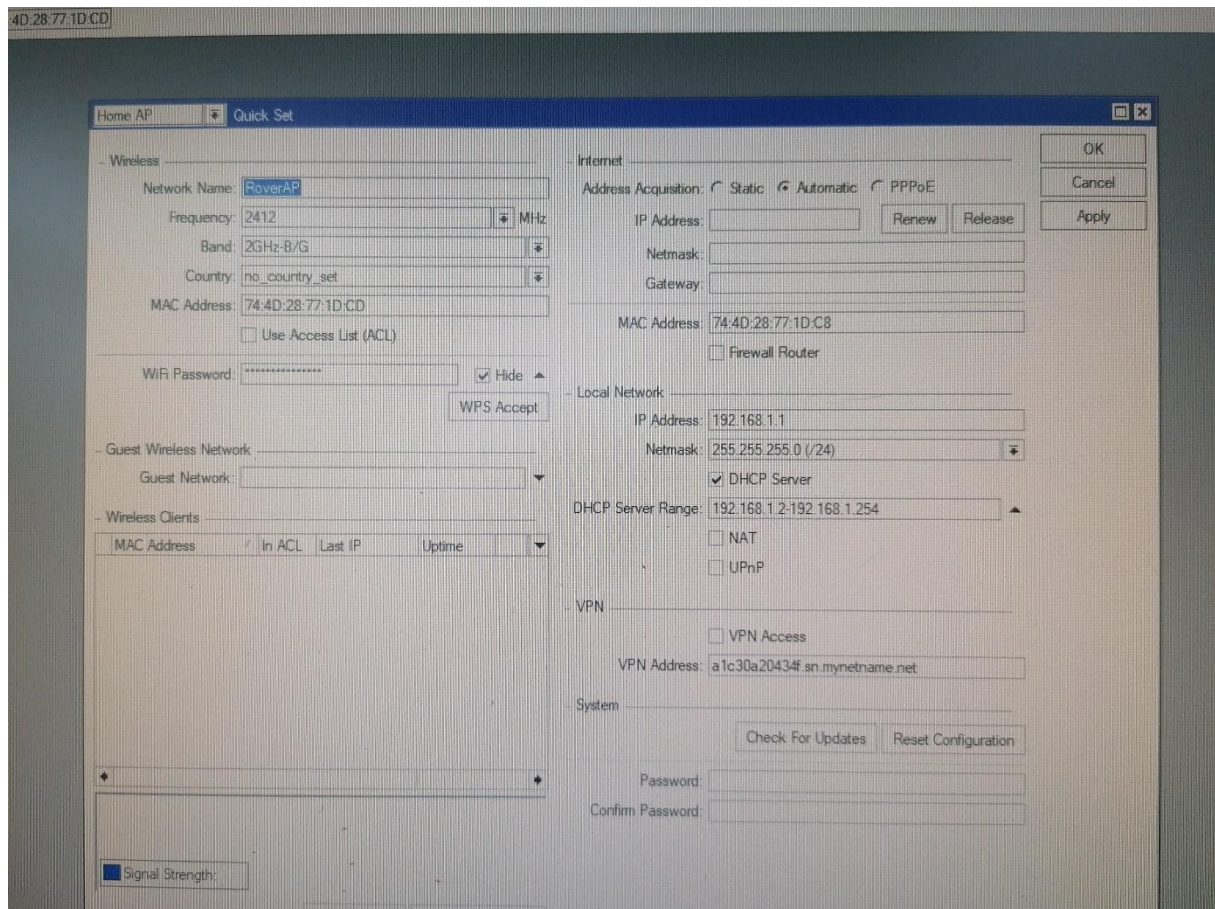 4D:28:77:1D:CD
Home AP
Quick Set
Wireless
Network Name: RoverAP
Frequency: 2412 MHz
Band: 2GHz-B/G
Country: no_country_set
MAC Address: 74:4D:28:77:1D:CD
Use Access List (ACL)
WiFi Password: ***************
Hide
WPS Accept
Guest Wireless Network
Guest Network:
Wireless Clients
MAC Address / In ACL Last IP Uptime
Signal Strength:
Internet
Address Acquisition: Static Automatic PPPoE
IP Address: Renew Release
Netmask:
Gateway:
MAC Address: 74:4D:28:77:1D:C8
Firewall Router
Local Network
IP Address: 192.168.1.1
Netmask: 255.255.255.0 (/24)
DHCP Server
DHCP Server Range: 192.168.1.2-192.168.1.254
NAT
UPnP
VPN
VPN Access
VPN Address: a1c30a20434f.sn.mynetname.net
System
Check For Updates Reset Configuration
Password:
Confirm Password:
OK
Cancel
Apply